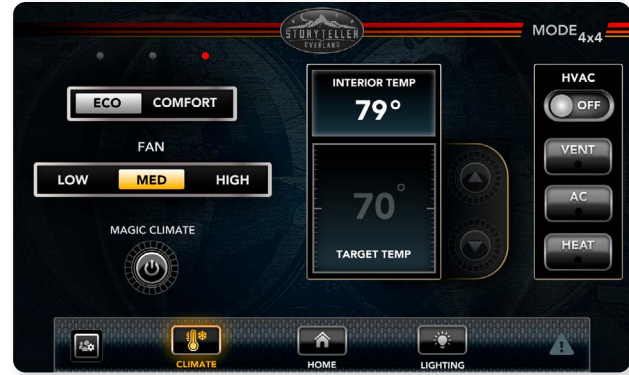 STORYTELLER
OVERLAND
MODE4x4
ECO COMFORT
FAN
LOW MED HIGH
MAGIC CLIMATE
INTERIOR TEMP
79°
70°
TARGET TEMP
HVAC
OFF
VENT
AC
HEAT
CLIMATE
HOME
LIGHTING